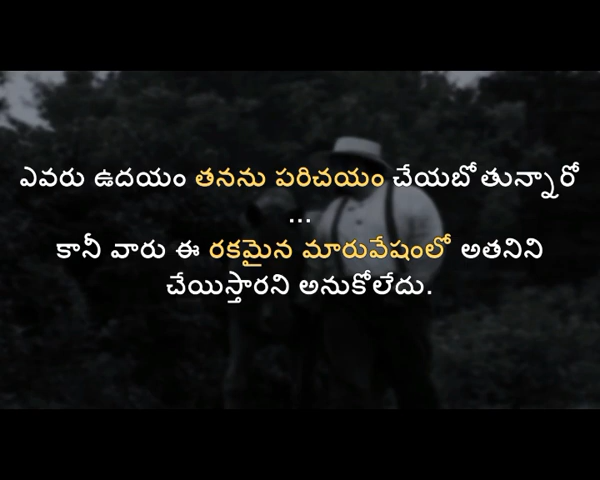 ఎవరు ఉదయం తనను పరిచయం చేయబోతున్నారో
...
కానీ వారు ఈ రకమైన మారువేషంలో అతనిని
చేయిస్తారని అనుకోలేదు.